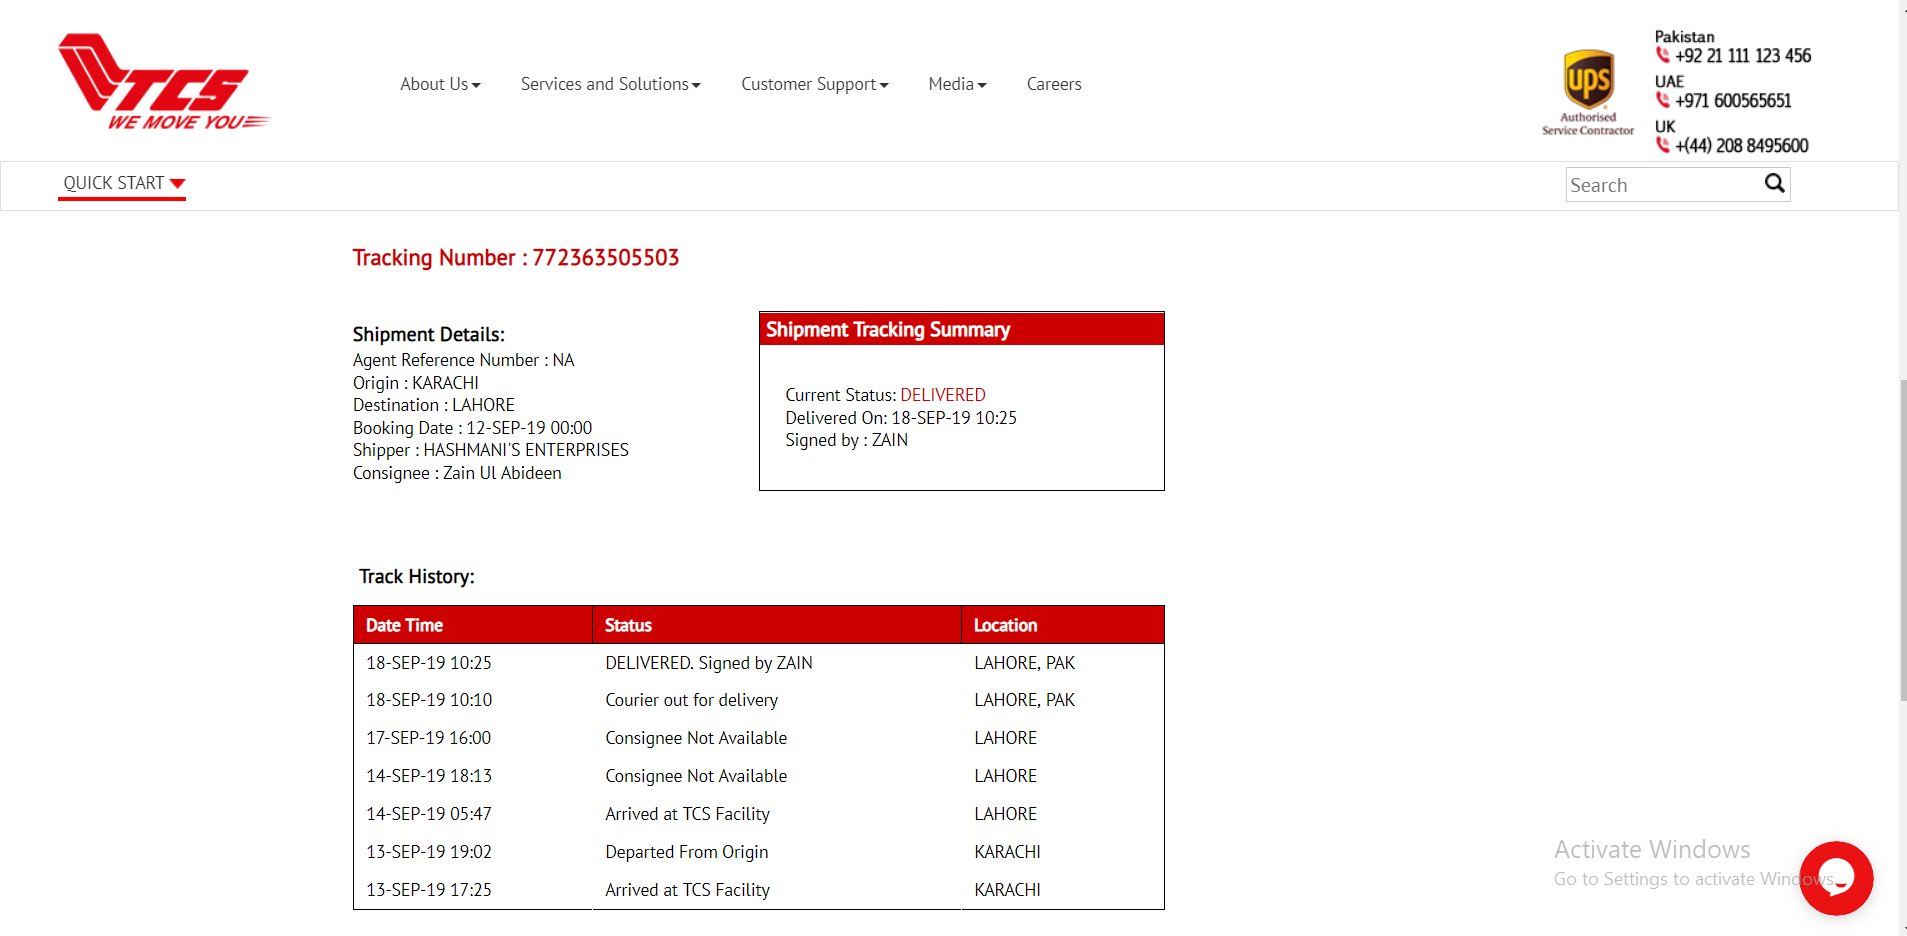 TCS
WE MOVE YOU
About Us
Services and Solutions
Customer Support
Media
Careers
ups
Authorised
Service Contractor
Pakistan
+92 21 111 123 456
UAE
+971 600565651
UK
+(44) 208 8495600
QUICK START
Search
Tracking Number : 772363505503
Shipment Details:
Agent Reference Number : NA
Origin : KARACHI
Destination : LAHORE
Booking Date : 12-SEP-19 00:00
Shipper : HASHMANI'S ENTERPRISES
Consignee : Zain Ul Abideen
Shipment Tracking Summary
Current Status: DELIVERED
Delivered On: 18-SEP-19 10:25
Signed by : ZAIN
Track History:
Date Time Status Location
18-SEP-19 10:25 DELIVERED. Signed by ZAIN LAHORE, PAK
18-SEP-19 10:10 Courier out for delivery LAHORE, PAK
17-SEP-19 16:00 Consignee Not Available LAHORE
14-SEP-19 18:13 Consignee Not Available LAHORE
14-SEP-19 05:47 Arrived at TCS Facility LAHORE
13-SEP-19 19:02 Departed From Origin KARACHI
13-SEP-19 17:25 Arrived at TCS Facility KARACHI
Activate Windows
Go to Settings to activate Windows.